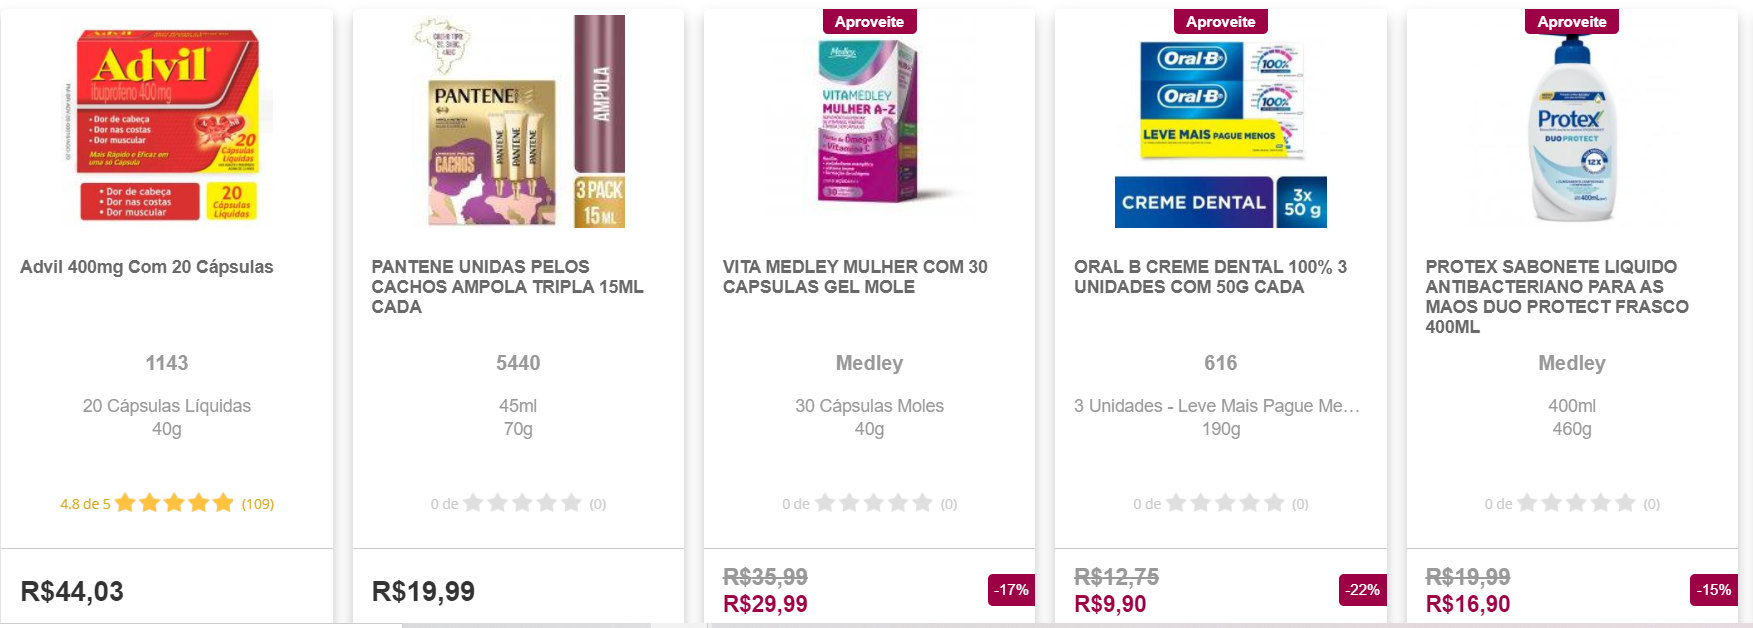 Advil
ibuprofeno 400mg
• Dor de cabeça
• Dor nas costas
• Dor muscular
Mais Rápido e Eficaz em
uma só Cápsula
20
Cápsulas
Líquidas
• Dor de cabeça
• Dor nas costas
• Dor muscular
20
Cápsulas
Líquidas
Advil 400mg Com 20 Cápsulas
1143
20 Cápsulas Líquidas
40g
4.8 de 5 (109)
R$44,03
PANTENE
UNIDAS PELOS
CACHOS
PANTENE
PANTENE
PANTENE
AMPOLA
3 PACK
15 ML
PANTENE UNIDAS PELOS
CACHOS AMPOLA TRIPLA 15ML
CADA
5440
45ml
70g
0 de (0)
R$19,99
Aproveite
Medley
VITAMEDLEY
MULHER A-Z
Ômega 3
Vitamina C
30
VITA MEDLEY MULHER COM 30
CAPSULAS GEL MOLE
Medley
30 Cápsulas Moles
40g
0 de (0)
R$35,99
R$29,99
-17%
Aproveite
Oral-B
100%
Oral-B
100%
LEVE MAIS PAGUE MENOS
CREME DENTAL
3x
50 g
ORAL B CREME DENTAL 100% 3
UNIDADES COM 50G CADA
616
3 Unidades - Leve Mais Pague Me…
190g
0 de (0)
R$12,75
R$9,90
-22%
Aproveite
Protex
DUO PROTECT
12X
400mL
PROTEX SABONETE LIQUIDO
ANTIBACTERIANO PARA AS
MAOS DUO PROTECT FRASCO
400ML
Medley
400ml
460g
0 de (0)
R$19,99
R$16,90
-15%